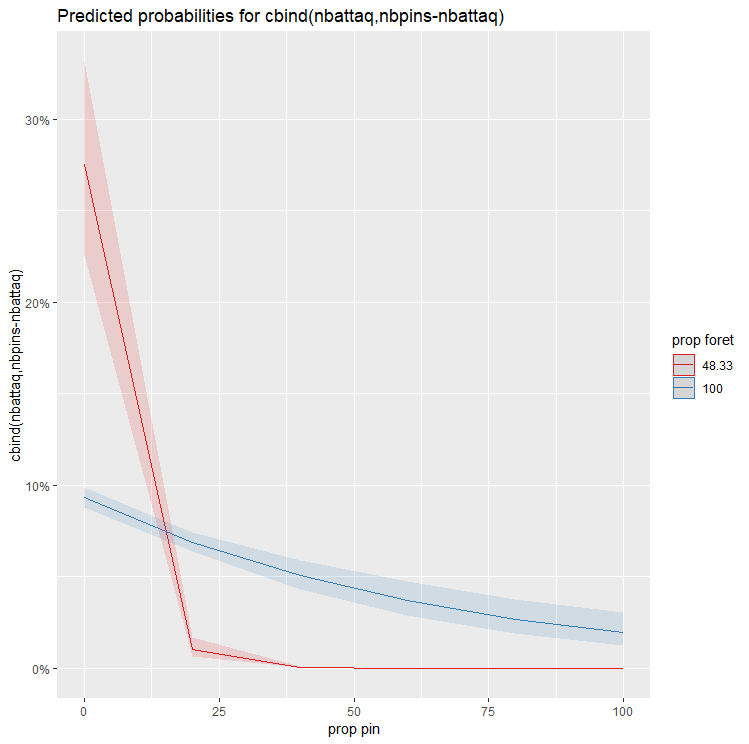 Predicted probabilities for cbind(nbattaq,nbpins-nbattaq)
cbind(nbattaq,nbpins-nbattaq)
30%
20%
10%
0%
0
25
50
75
100
prop pin
prop foret
48.33
100